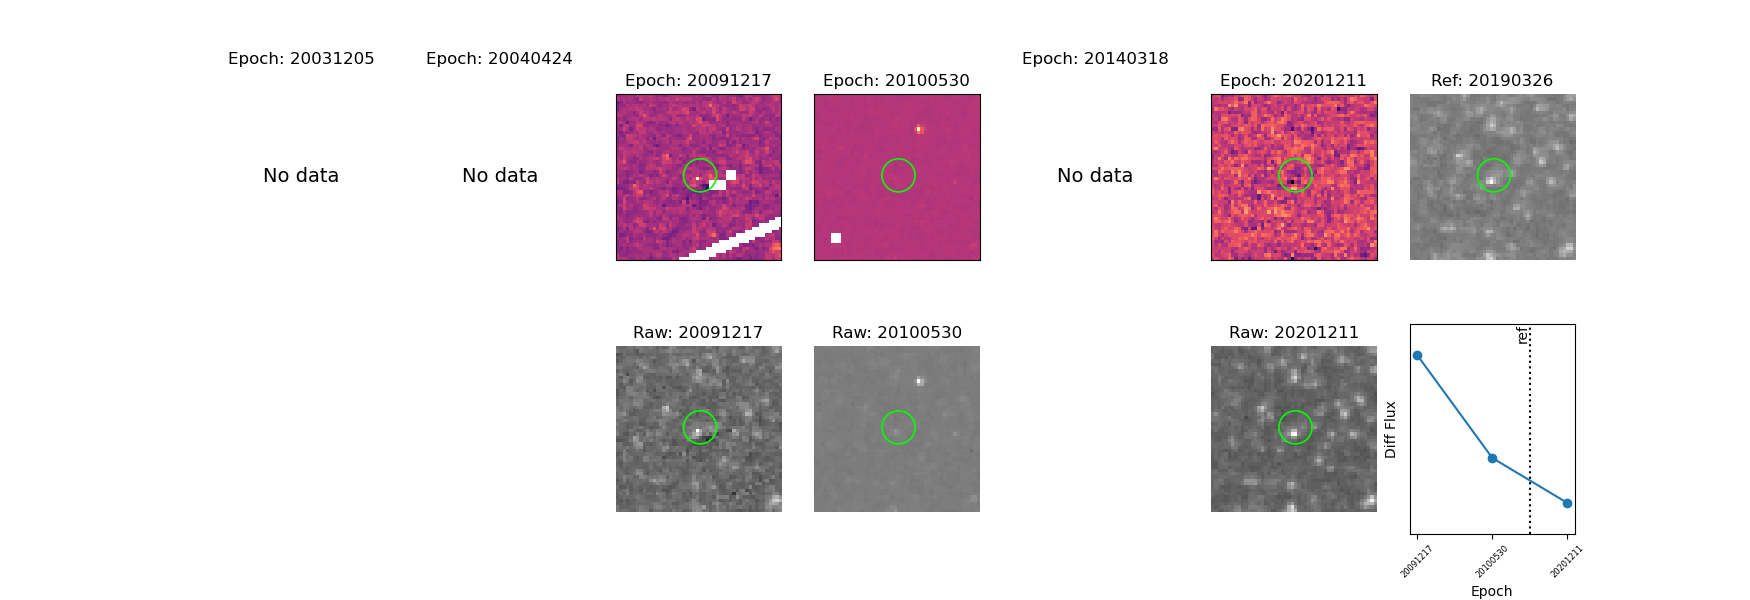 Epoch: 20031205
Epoch: 20040424
Epoch: 20091217
Epoch: 20100530
Epoch: 20140318
Epoch: 20201211
Ref: 20190326
No data
No data
No data
Raw: 20091217
Raw: 20100530
Raw: 20201211
ref
Diff Flux
20091217
20100530
20201211
Epoch